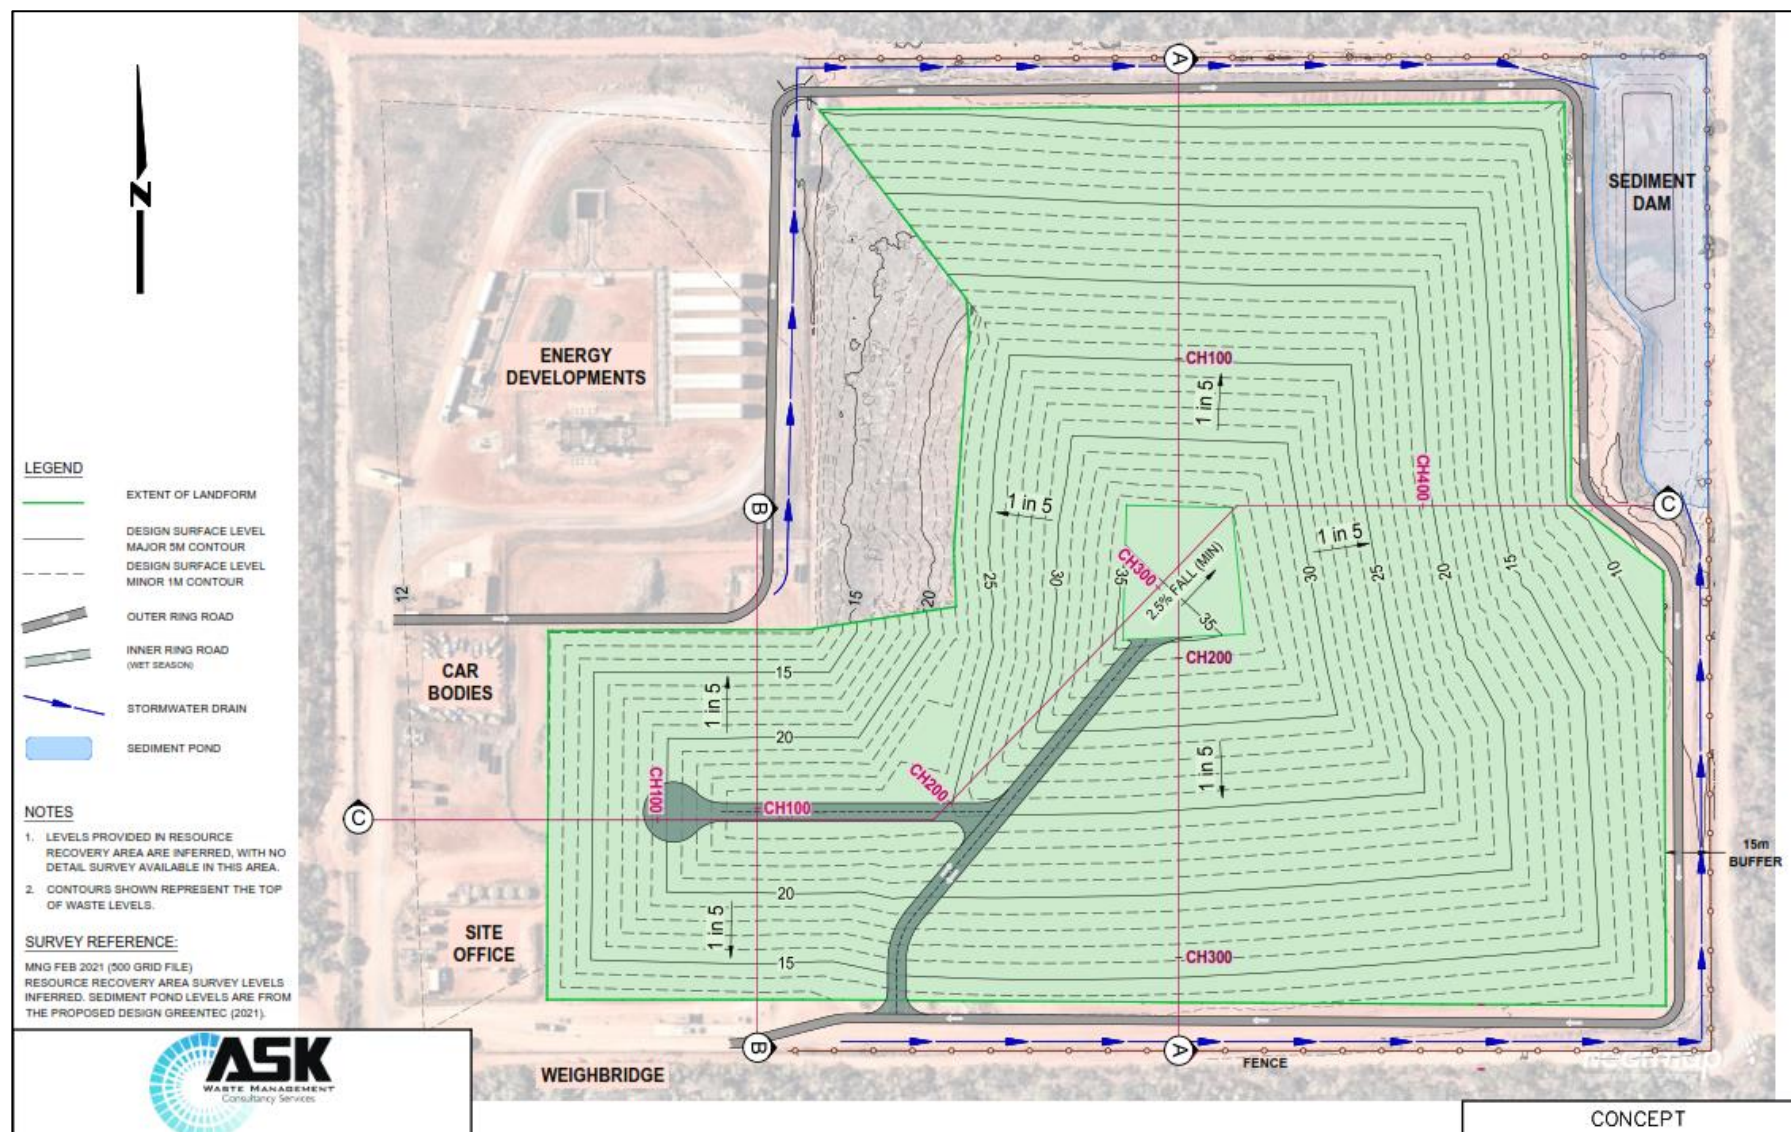 N
LEGEND
EXTENT OF LANDFORM
DESIGN SURFACE LEVEL
MAJOR 5M CONTOUR
DESIGN SURFACE LEVEL
MINOR 1M CONTOUR
OUTER RING ROAD
INNER RING ROAD
(WET SEASON)
STORMWATER DRAIN
SEDIMENT POND
NOTES
1. LEVELS PROVIDED IN RESOURCE
RECOVERY AREA ARE INFERRED, WITH NO
DETAIL SURVEY AVAILABLE IN THIS AREA.
2. CONTOURS SHOWN REPRESENT THE TOP
OF WASTE LEVELS.
SURVEY REFERENCE:
MNG FEB 2021 (500 GRID FILE)
RESOURCE RECOVERY AREA SURVEY LEVELS
INFERRED. SEDIMENT POND LEVELS ARE FROM
THE PROPOSED DESIGN GREENTEC (2021).
ASK
WASTE MANAGEMENT
Consultancy Services
A
SEDIMENT
DAM
ENERGY
DEVELOPMENTS
CH100
1 in 5
CH400
B
1 in 5
C
1 in 5
CH300
2.5% FALL (MIN)
35
12
15
20
25
30
35
30
25
20
15
10
CAR
BODIES
15
1 in 5
20
CH200
1 in 5
CH200
CH100
CH100
C
15m
BUFFER
20
1 in 5
15
SITE
OFFICE
CH300
B
A
FENCE
WEIGHBRIDGE
CONCEPT